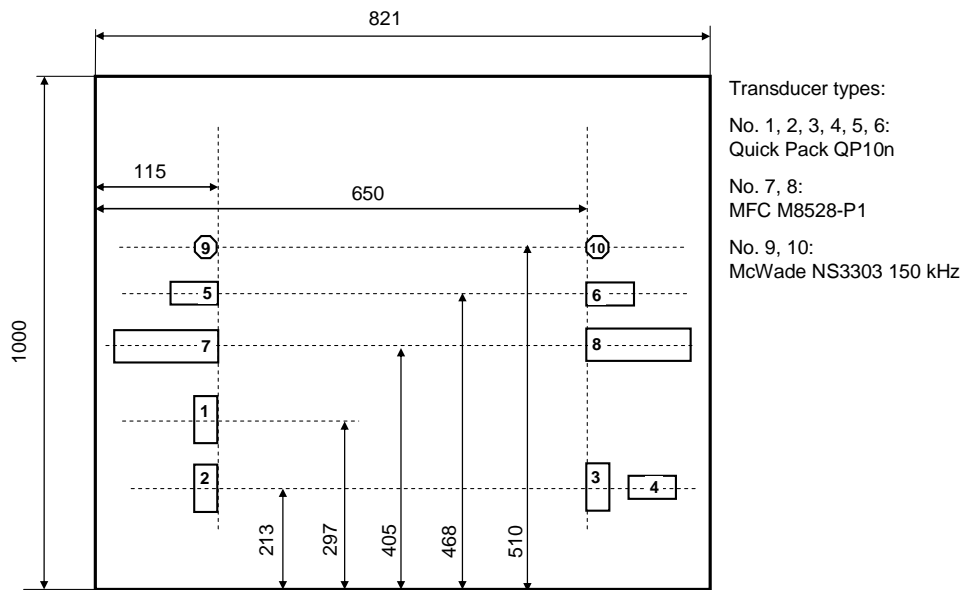 821
Transducer types:
No. 1, 2, 3, 4, 5, 6:
Quick Pack QP10n
115
No. 7, 8:
MFC M8528-P1
650
No. 9, 10:
McWade NS3303 150 kHz
9
10
5
6
1000
7
8
1
2
3
4
213
297
405
468
510